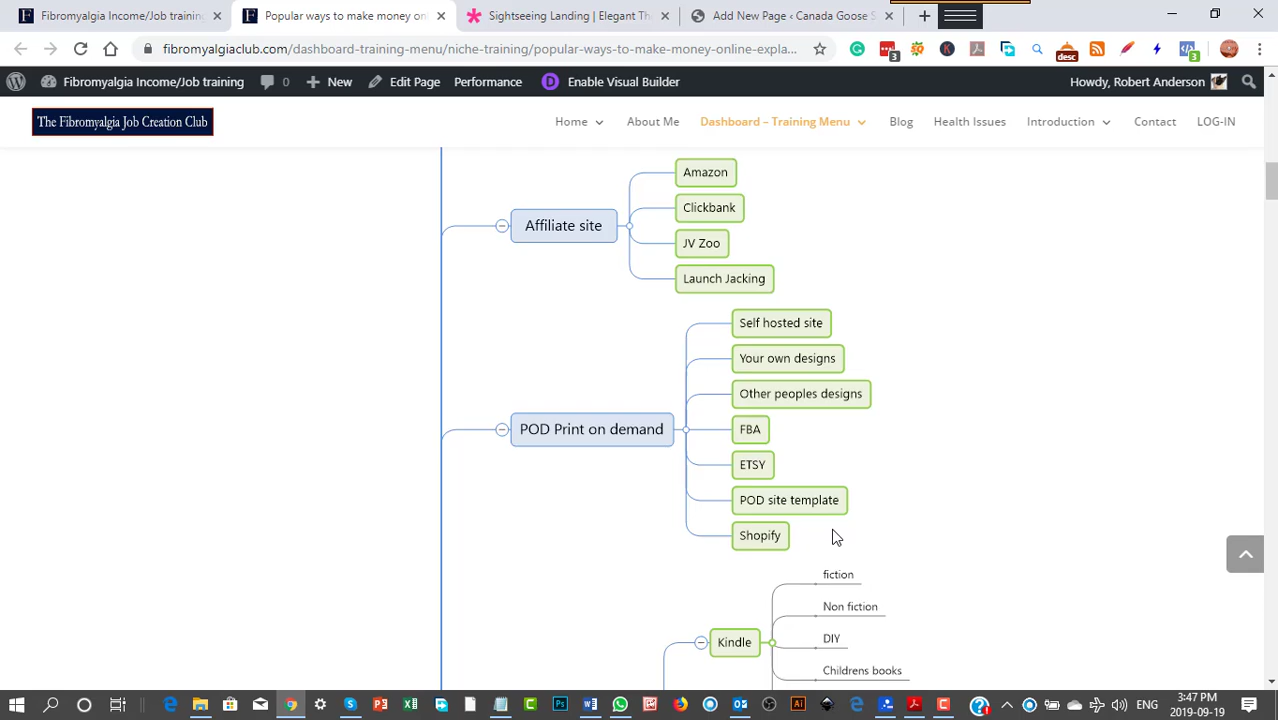 Fibromyalgia Income/Job trainin
Popular ways to make money on
Sigmatests Landing | Elegant The
Add New Page - Canada Goose S
fibromyalgiaclub.com/dashboard-training-menu/niche-training/popular-ways-to-make-money-online-expla...
3
desc
3
Fibromyalgia Income/Job training
0
New
Edit Page
Performance
D
Enable Visual Builder
Howdy, Robert Anderson
The Fibromyalgia Job Creation Club
Home
About Me
Dashboard – Training Menu
Blog
Health Issues
Introduction
Contact
LOG-IN
Amazon
Clickbank
Affiliate site
JV Zoo
Launch Jacking
Self hosted site
Your own designs
Other peoples designs
POD Print on demand
FBA
ETSY
POD site template
Shopify
fiction
Non fiction
DIY
Kindle
Childrens books
ENG
3:47 PM
2019-09-19